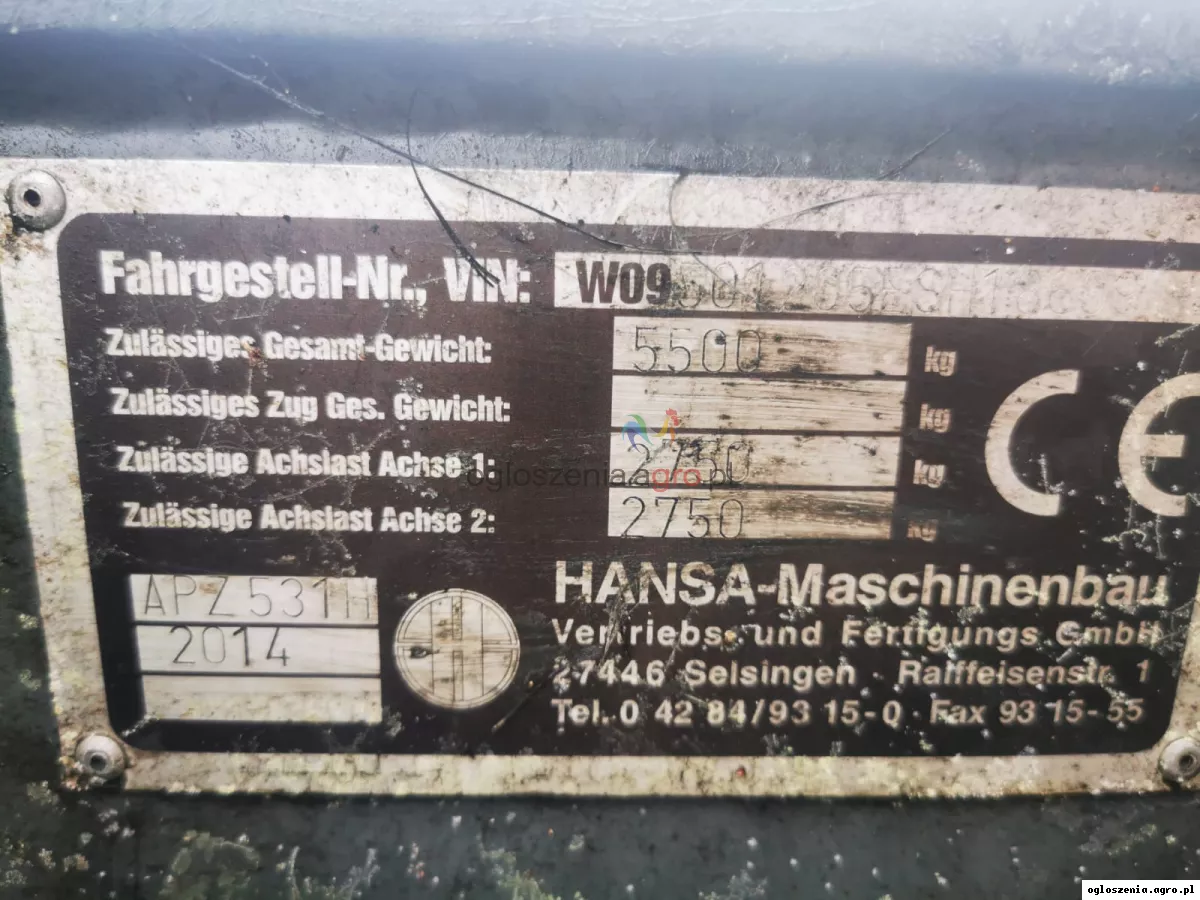 Fahrgestell-Nr., VIN: W09
Zulässiges Gesamt-Gewicht: 5500 kg
Zulässiges Zug Ges. Gewicht: kg
Zulässige Achslast Achse 1: 2750 kg
Zulässige Achslast Achse 2: 2750 kg
CE
ogloszenia.agro.pl
APZ531
2014
HANSA-Maschinenbau
Vertriebs- und Fertigungs GmbH
27446 Selsingen · Raiffeisenstr. 1
Tel. 0 42 84/93 15-0 · Fax 93 15-55
ogloszenia.agro.pl